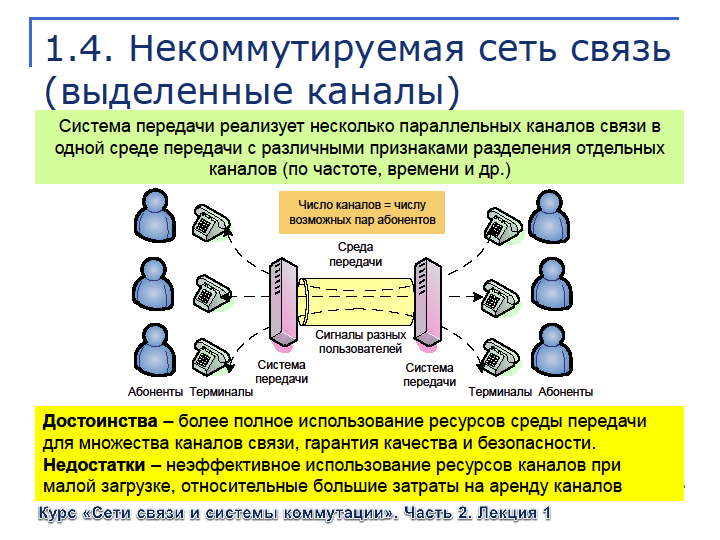 1.4. Некоммутируемая сеть связь
(выделенные каналы)
Система передачи реализует несколько параллельных каналов связи в
одной среде передачи с различными признаками разделения отдельных
каналов (по частоте, времени и др.)
Число каналов = числу
возможных пар абонентов
Среда
передачи
Сигналы разных
пользователей
Система
передачи
Система
передачи
Абоненты Терминалы
Терминалы Абоненты
Достоинства – более полное использование ресурсов среды передачи
для множества каналов связи, гарантия качества и безопасности.
Недостатки – неэффективное использование ресурсов каналов при
малой загрузке, относительные большие затраты на аренду каналов
Курс «Сети связи и системы коммутации». Часть 2. Лекция 1